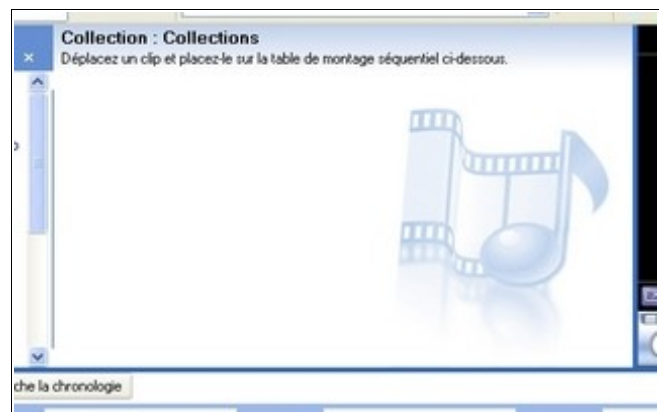 Collection : Collections
Déplacez un clip et placez-le sur la table de montage séquentiel ci-dessous.
che la chronologie